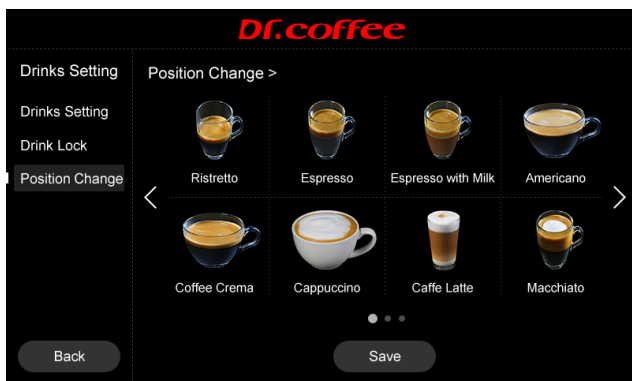 Dr.coffee
Drinks Setting
Drinks Setting
Drink Lock
Position Change
Back
Position Change >
Ristretto
Espresso
Espresso with Milk
Americano
Coffee Crema
Cappuccino
Caffe Latte
Macchiato
Save